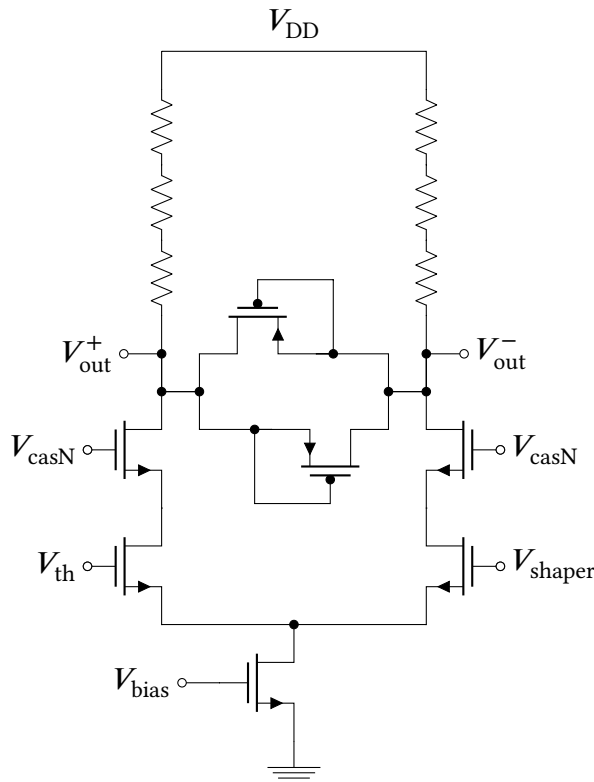 V_DD
V_out^+
V_out^-
V_casN
V_casN
V_th
V_shaper
V_bias